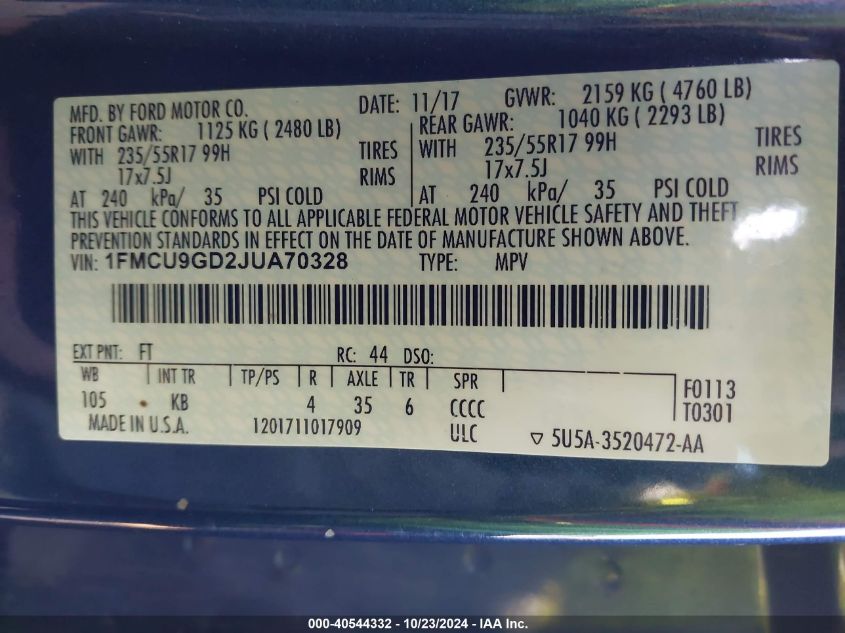 MFD. BY FORD MOTOR CO. DATE: 11/17 GVWR: 2159 KG ( 4760 LB)
FRONT GAWR: 1125 KG ( 2480 LB) REAR GAWR: 1040 KG ( 2293 LB)
WITH 235/55R17 99H TIRES WITH 235/55R17 99H TIRES
17x7.5J RIMS 17x7.5J RIMS
AT 240 kPa/ 35 PSI COLD AT 240 kPa/ 35 PSI COLD
THIS VEHICLE CONFORMS TO ALL APPLICABLE FEDERAL MOTOR VEHICLE SAFETY AND THEFT
PREVENTION STANDARDS IN EFFECT ON THE DATE OF MANUFACTURE SHOWN ABOVE.
VIN: 1FMCU9GD2JUA70328 TYPE: MPV
EXT PNT: FT RC: 44 DSO:
WB INT TR TP/PS R AXLE TR SPR F0113
105 KB 4 35 6 CCCC T0301
MADE IN U.S.A. 1201711017909 ULC 5U5A-3520472-AA
000-40544332 - 10/23/2024 - IAA Inc.